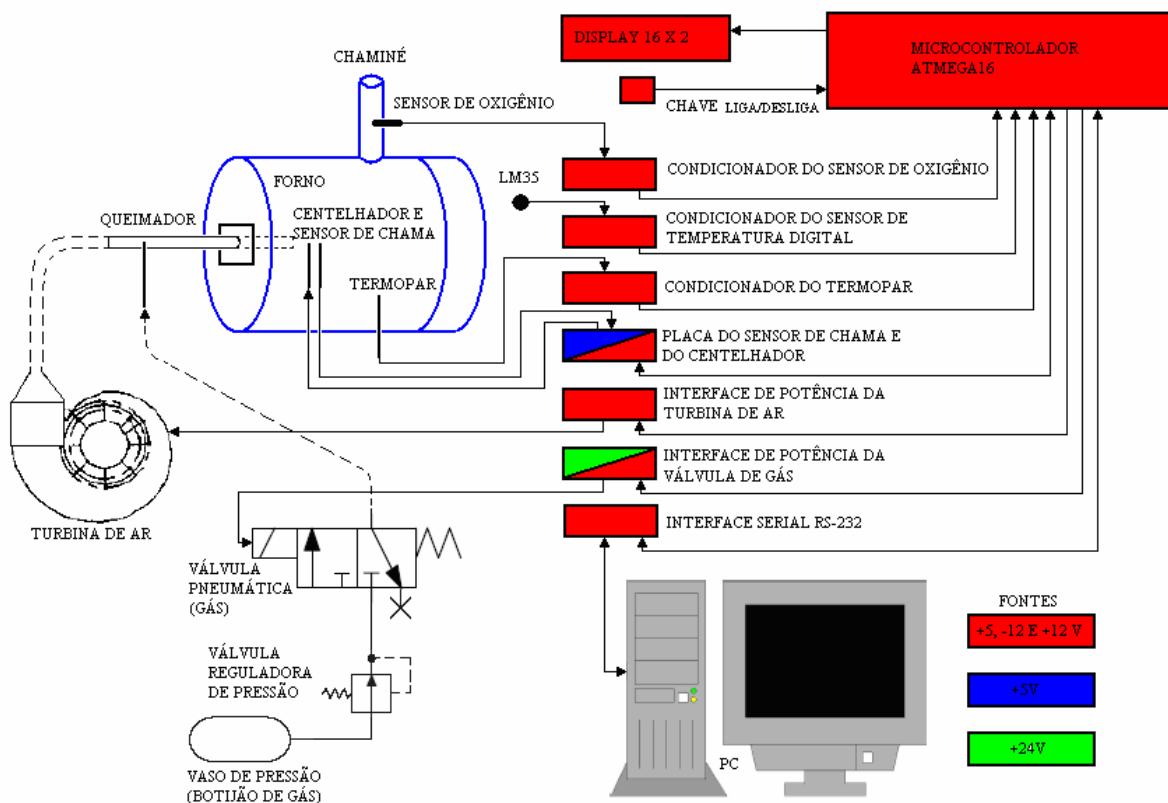 DISPLAY 16 X 2
MICROCONTROLADOR
ATMEGA16
CHAMINÉ
CHAVE LIGA/DESLIGA
SENSOR DE OXIGÊNIO
CONDICIONADOR DO SENSOR DE OXIGÊNIO
FORNO
LM35
QUEIMADOR
CENTELHADOR E
SENSOR DE CHAMA
CONDICIONADOR DO SENSOR DE
TEMPERATURA DIGITAL
TERMOPAR
CONDICIONADOR DO TERMOPAR
PLACA DO SENSOR DE CHAMA E
DO CENTELHADOR
INTERFACE DE POTÊNCIA DA
TURBINA DE AR
INTERFACE DE POTÊNCIA DA
VÁLVULA DE GÁS
TURBINA DE AR
INTERFACE SERIAL RS-232
VÁLVULA
PNEUMÁTICA
(GÁS)
FONTES
+5, -12 E +12 V
VÁLVULA
REGULADORA
DE PRESSÃO
+5V
+24V
PC
VASO DE PRESSÃO
(BOTIJÃO DE GÁS)